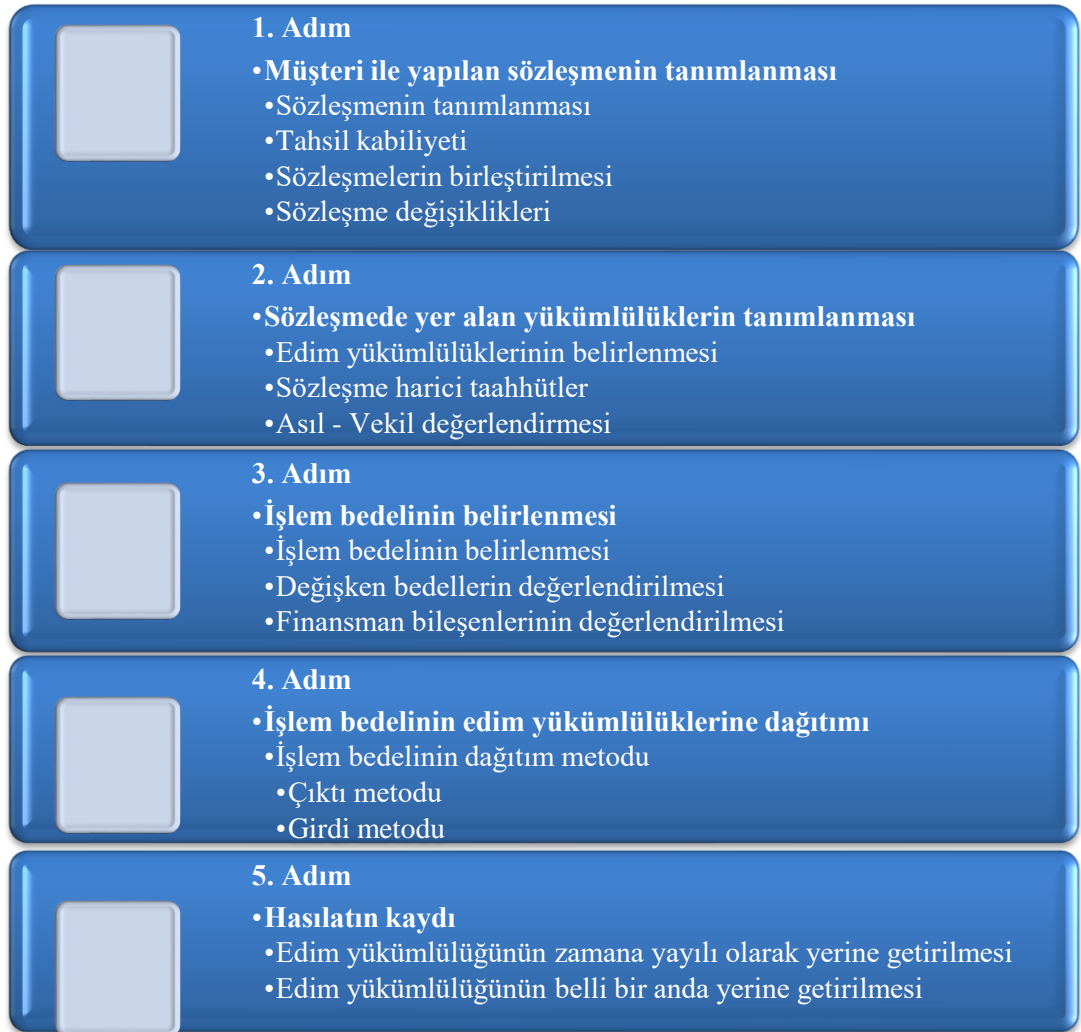 1. Adım
•Müşteri ile yapılan sözleşmenin tanımlanması
•Sözleşmenin tanımlanması
•Tahsil kabiliyeti
•Sözleşmelerin birleştirilmesi
•Sözleşme değişiklikleri
2. Adım
•Sözleşmede yer alan yükümlülüklerin tanımlanması
•Edim yükümlülüklerinin belirlenmesi
•Sözleşme harici taahhütler
•Asıl - Vekil değerlendirmesi
3. Adım
•İşlem bedelinin belirlenmesi
•İşlem bedelinin belirlenmesi
•Değişken bedellerin değerlendirilmesi
•Finansman bileşenlerinin değerlendirilmesi
4. Adım
•İşlem bedelinin edim yükümlülüklerine dağıtımı
•İşlem bedelinin dağıtım metodu
•Çıktı metodu
•Girdi metodu
5. Adım
•Hasılatın kaydı
•Edim yükümlülüğünün zamana yayılı olarak yerine getirilmesi
•Edim yükümlülüğünün belli bir anda yerine getirilmesi